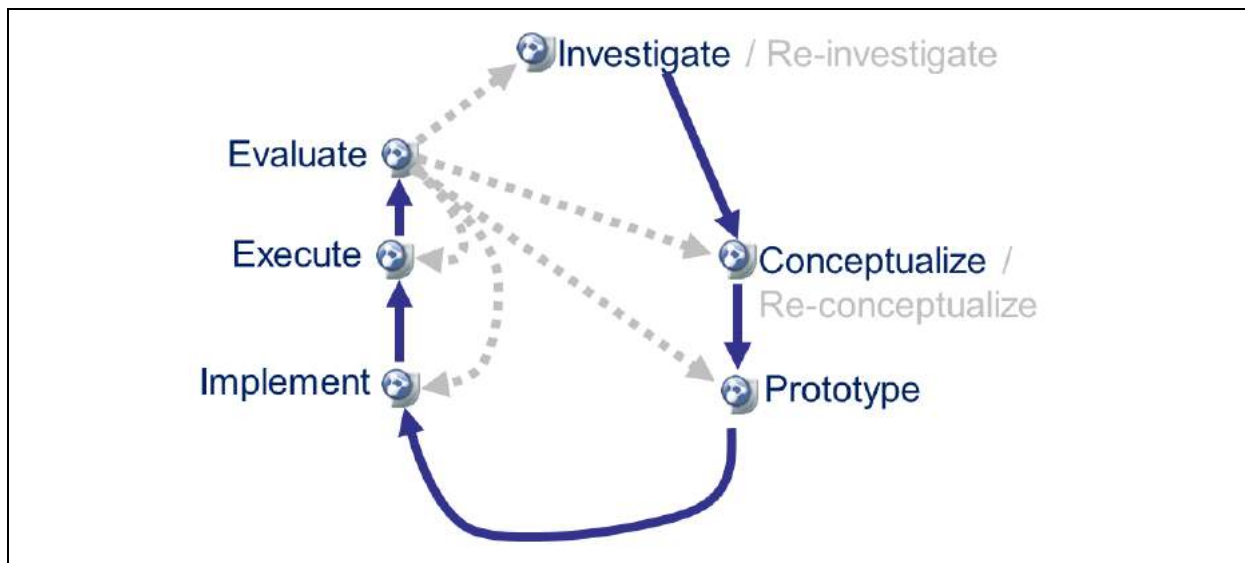 Investigate / Re-investigate
Evaluate
Execute
Conceptualize /
Re-conceptualize
Implement
Prototype